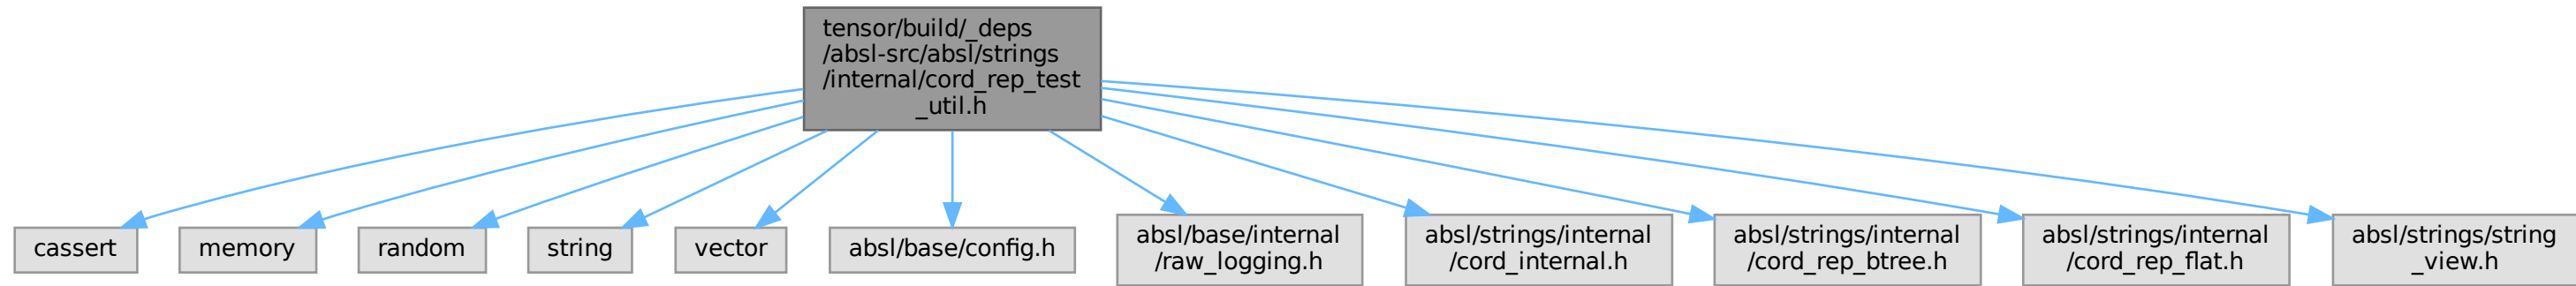 tensor/build/_deps
/absl-src/absl/strings
/internal/cord_rep_test
_util.h
cassert
memory
random
string
vector
absl/base/config.h
absl/base/internal
/raw_logging.h
absl/strings/internal
/cord_internal.h
absl/strings/internal
/cord_rep_btree.h
absl/strings/internal
/cord_rep_flat.h
absl/strings/string
_view.h